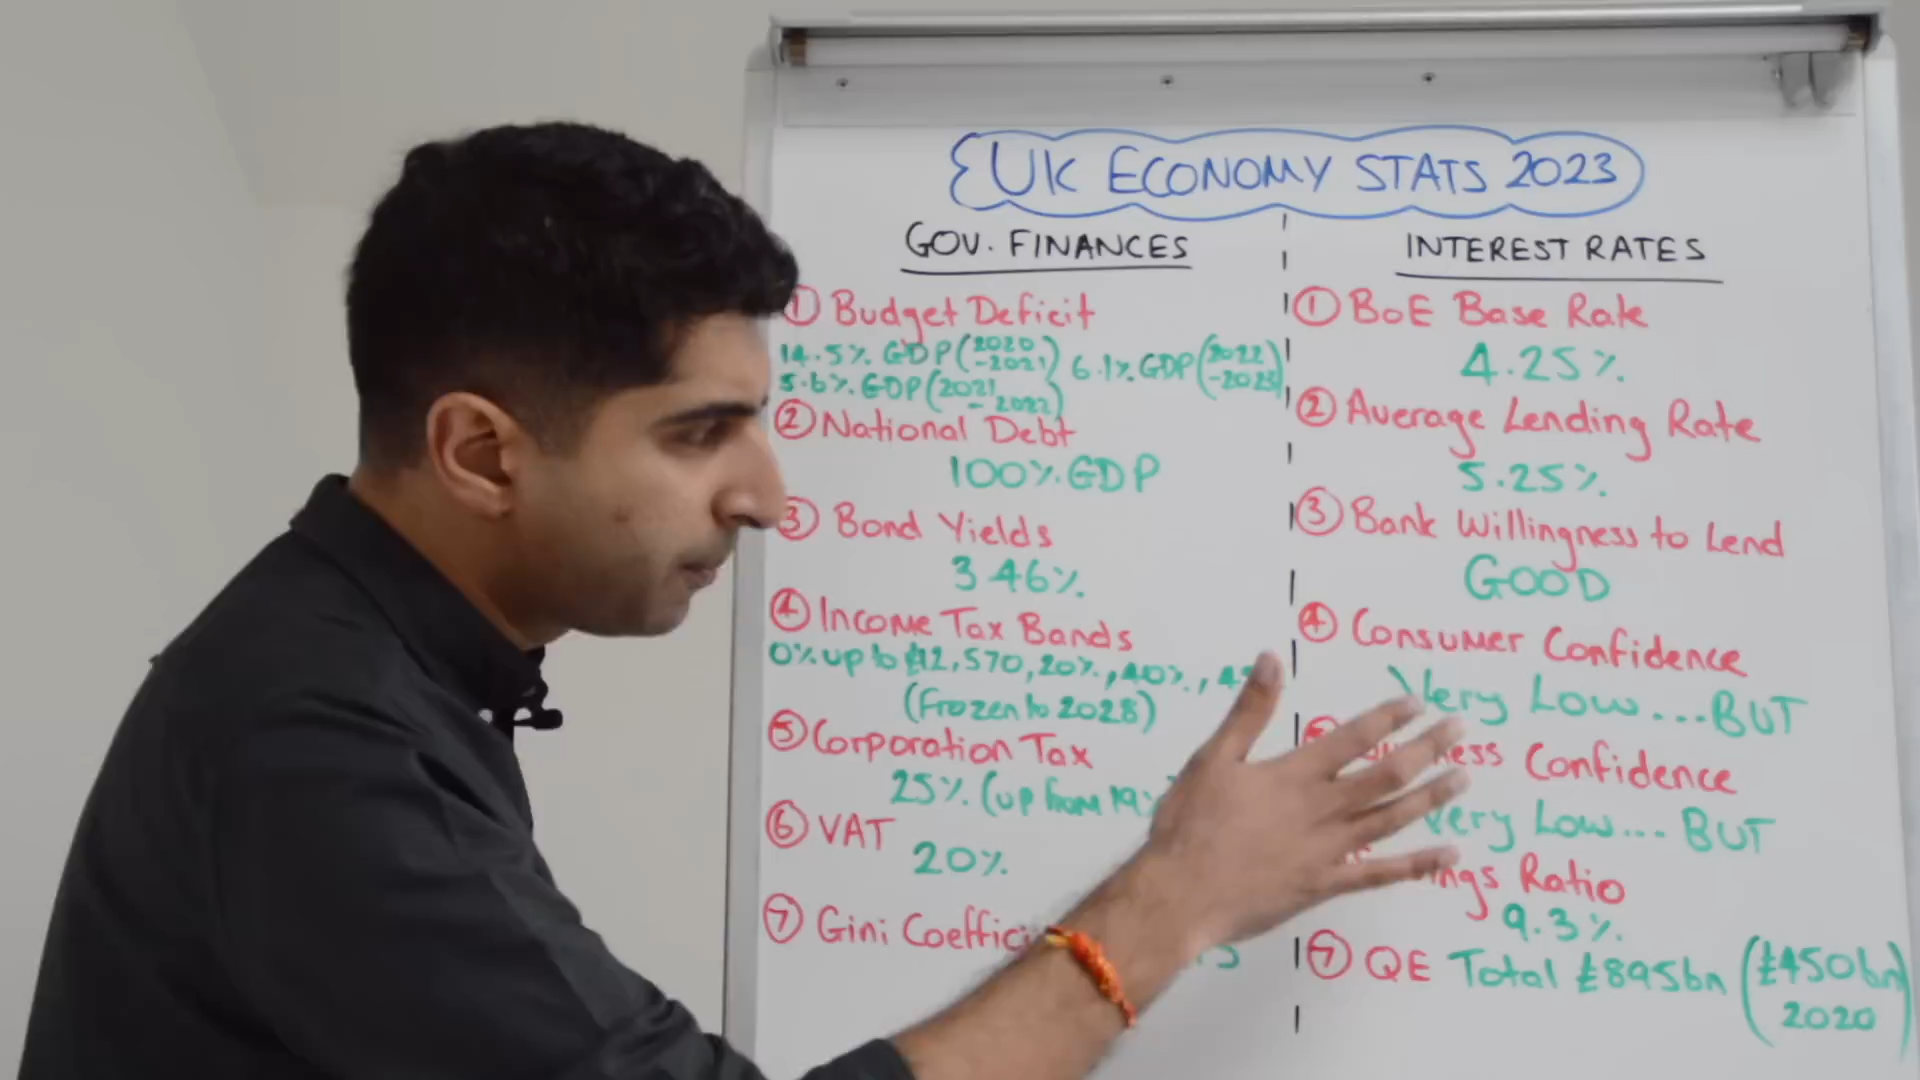 UK ECONOMY STATS 2023
GOV. FINANCES
① Budget Deficit
14.5% GDP (2020 -2021) 6.1% GDP (2022 -2023)
5.6% GDP (2021 - 2022)
② National Debt
100% GDP
③ Bond Yields
3.46%
④ Income Tax Bands
0% up to £12,570, 20%, 40%,
(Frozen to 2028)
⑤ Corporation Tax
25% (up from 19%
⑥ VAT
20%
⑦ Gini
INTEREST RATES
① BoE Base Rate
4.25%
② Average Lending Rate
5.25%
③ Bank Willingness to Lend
GOOD
④ Consumer Confidence
Very Low...BUT
Confidence
Very Low... BUT
Ratio
9.3%
⑦ QE Total £895bn (£450bn 2020)